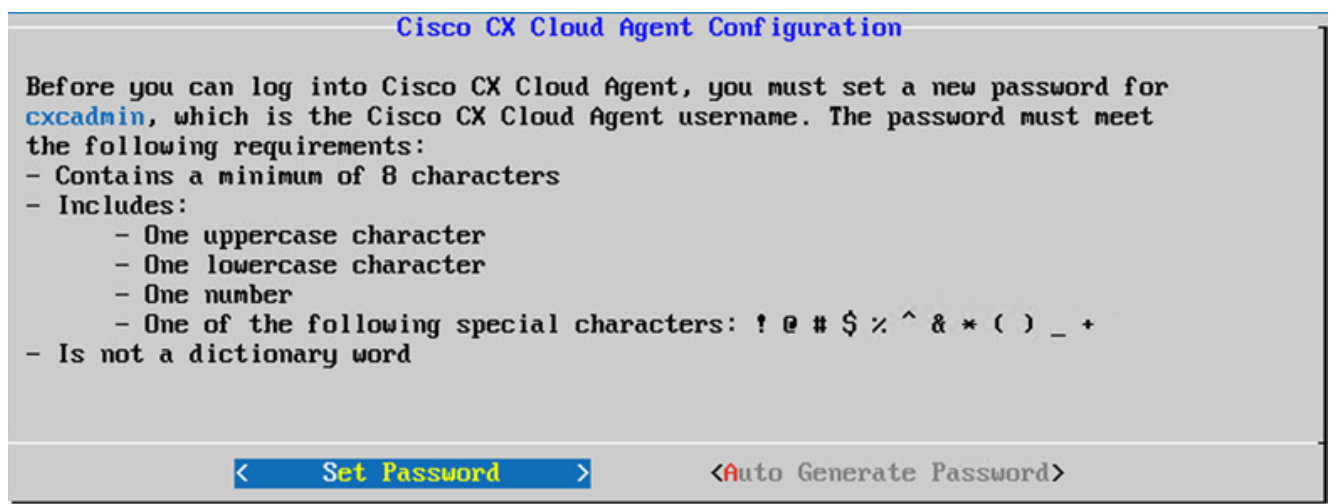 Cisco CX Cloud Agent Configuration
Before you can log into Cisco CX Cloud Agent, you must set a new password for
cxcadmin, which is the Cisco CX Cloud Agent username. The password must meet
the following requirements:
- Contains a minimum of 8 characters
- Includes:
- One uppercase character
- One lowercase character
- One number
- One of the following special characters: ! @ # $ % ^ & * ( ) _ +
- Is not a dictionary word
< Set Password > <Auto Generate Password>